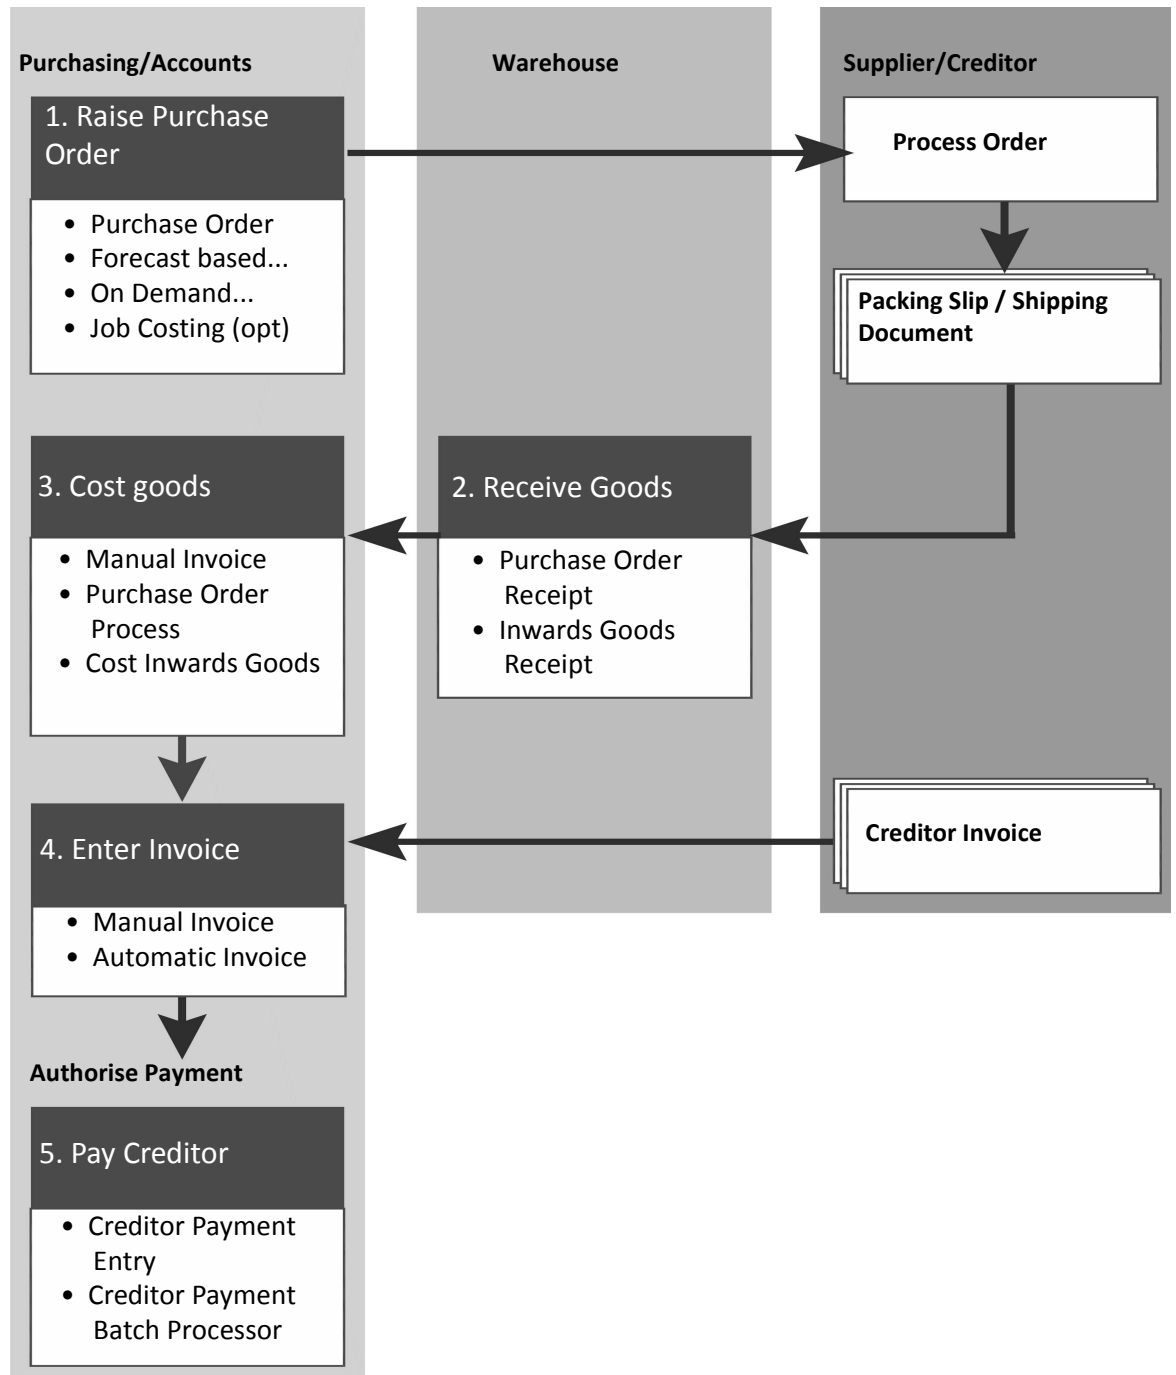 Purchasing/Accounts
Warehouse
Supplier/Creditor
1. Raise Purchase
Order
• Purchase Order
• Forecast based...
• On Demand...
• Job Costing (opt)
Process Order
Packing Slip / Shipping
Document
3. Cost goods
• Manual Invoice
• Purchase Order
Process
• Cost Inwards Goods
2. Receive Goods
• Purchase Order
Receipt
• Inwards Goods
Receipt
4. Enter Invoice
• Manual Invoice
• Automatic Invoice
Creditor Invoice
Authorise Payment
5. Pay Creditor
• Creditor Payment
Entry
• Creditor Payment
Batch Processor